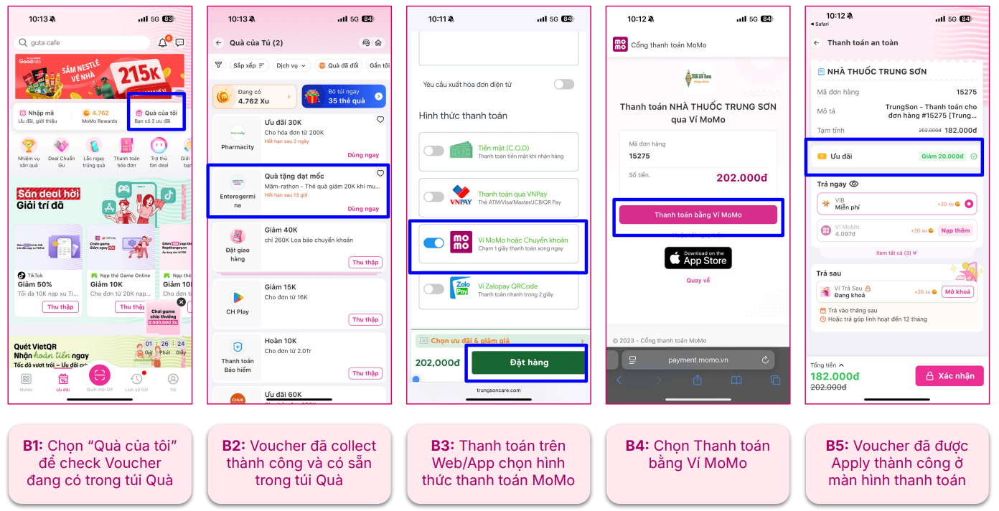 10:13
5G 83
guta cafe
6
Goodnes
SĂM NESTLÉ
VỀ NHÀ
215K
Nhập mã
Ưu đãi, giới thiệu
4.762
MoMo Rewards
Quà của tôi
Bạn có 2 ưu đãi
Nhiệm vụ
săn quà
Deal Chuẩn
Gu
Lắc ngay
trúng quà
Thanh toán
hóa đơn
Trợ thủ
tìm deal
Giới
bạn
Săn deal hời
Giải trí đã
TikTok
Giảm 50%
Tối đa 10K nạp xu Ti...
Thu thập
Nạp thẻ Game Online
Giảm 10K
Cho đơn từ 20K nạp...
Thu thập
Nạp thẻ
Giảm 10
Cho đơn t
Chơi game
chia thưởng
2.000.000 Xu
Quét VietQR
Nhận hoàn tiền ngay
Tốc độ vượt trội – Ưu đãi cực
01 : 26 : 24
Giờ Phút Giây
MoMo
Ưu đãi
Quét mọi QR
Lịch sử GD
Tôi
10:13
5G 84
Quà của Tú (2)
Sắp xếp
Dịch vụ
Quà đã đổi
Gần tôi
Đang có
4.762 Xu
Bỏ túi ngay
35 thẻ quà
Pharmacity
Pharmacity
Ưu đãi 30K
Cho hóa đơn từ 200K
Hết hạn sau 2 ngày
Dùng ngay
Enterogermi
na
Quà tặng đạt mốc
Măm-rathon - Thẻ quà giảm 20K khi mu...
Hết hạn sau 13 giờ
Dùng ngay
Đặt giao
hàng
Giảm 40K
chỉ 260K Loa báo chuyển khoản
Thu thập
CH Play
Giảm 15K
Cho đơn từ 16K
Thu thập
Thanh toán
Bảo hiểm
Hoàn 10K
Cho đơn từ 2.0Tr
Thu thập
CHUK
Ưu đãi 60K
10:11
5G 84
Yêu cầu xuất hóa đơn điện tử
Hình thức thanh toán
Tiền mặt (C.O.D)
Thanh toán tiền mặt khi nhận hàng
VNPAY
Thanh toán qua VNPay
Thẻ ATM/Visa/Master/JCB/QR Pay
mo
mo
Ví MoMo hoặc Chuyển khoản
Chạm 1 giây thanh toán xong ngay
Zalo
Pay
Ví Zalopay QRCode
Thanh toán nhanh trong 2 giây
Chọn ưu đãi & giảm giá
202,000đ
Đặt hàng
trungsoncare.com
10:12
5G 84
mo
mo
Cổng thanh toán MoMo
TRUNG SƠN Pharma
Thanh toán NHÀ THUỐC TRUNG SƠN
qua Ví MoMo
Mã đơn hàng
15275
Số tiền.
202.000đ
Thanh toán bằng Ví MoMo
Download on the
App Store
Quay về
© 2023 - Cổng thanh toán MoMo
payment.momo.vn
10:12
5G 84
Safari
Thanh toán an toàn
NHÀ THUỐC TRUNG SƠN
Mã đơn hàng
15275
Mô tả
TrungSon - Thanh toán cho
đơn hàng #15275 [Trung...
Tạm tính
202.000đ 182.000đ
Ưu đãi
Giảm 20.000đ
Trả ngay
VIB
Miễn phí
+20 xu
Ví MoMo
4.097đ
+20 xu
Nạp thêm
Xem tất cả (3)
Trả sau
Ví Trả Sau
Đang khoá
+20 xu
Mở khoá
Trả vào tháng sau
Hoặc trả góp linh hoạt đến 12 tháng
Tổng tiền
182.000đ
202.000đ
Xác nhận
B1: Chọn “Quà của tôi”
để check Voucher
đang có trong túi Quà
B2: Voucher đã collect
thành công và có sẵn
trong túi Quà
B3: Thanh toán trên
Web/App chọn hình
thức thanh toán MoMo
B4: Chọn Thanh toán
bằng Ví MoMo
B5: Voucher đã được
Apply thành công ở
màn hình thanh toán